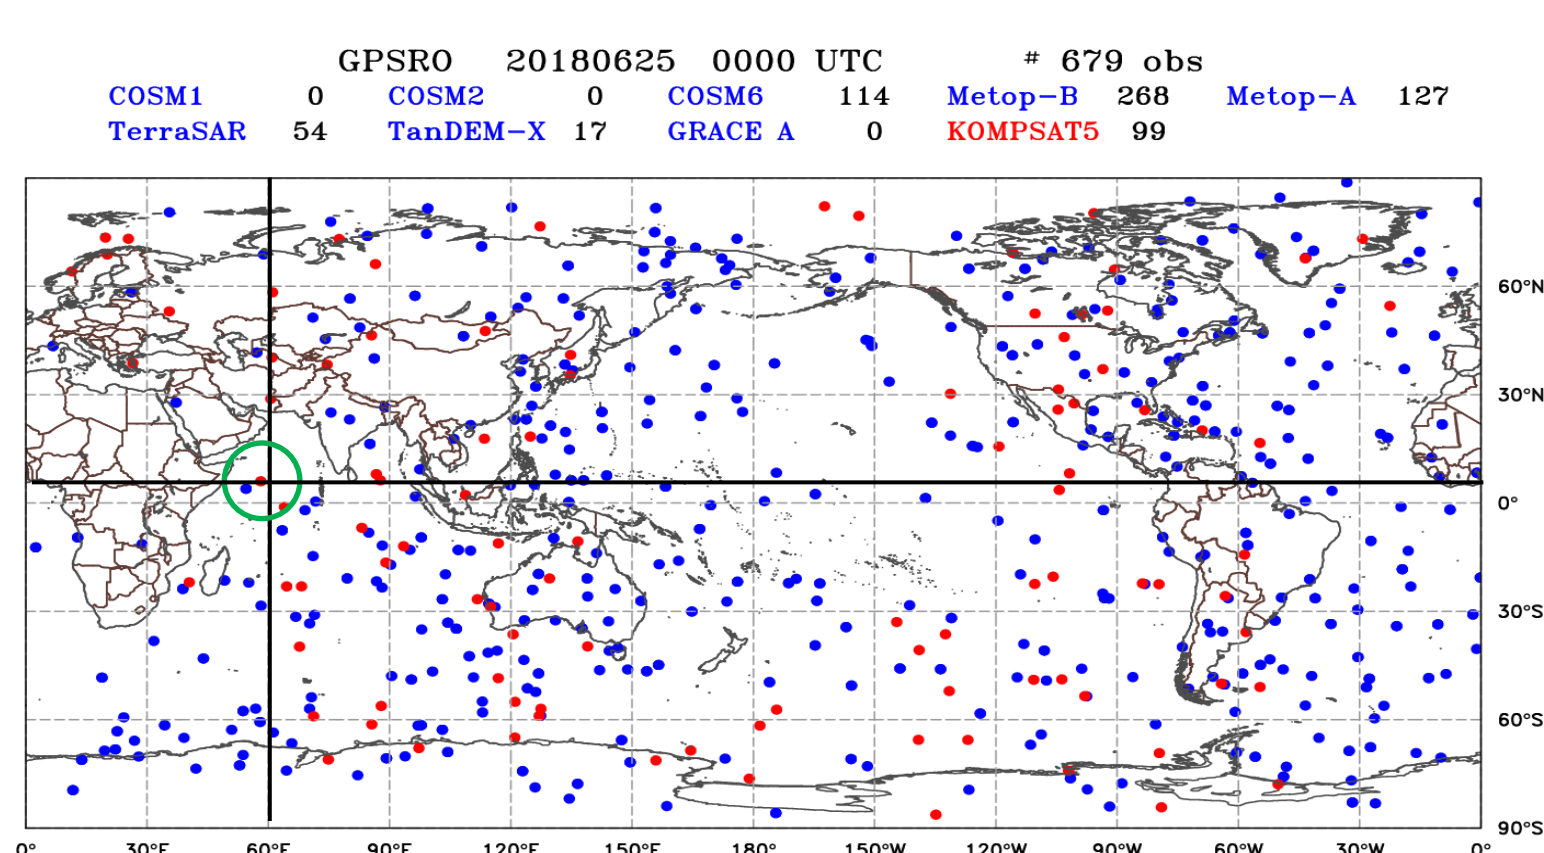 GPSRO 20180625 0000 UTC # 679 obs
COSM1 0 COSM2 0 COSM6 114 Metop-B 268 Metop-A 127
TerraSAR 54 TanDEM-X 17 GRACE A 0 KOMPSAT5 99
60°N
30°N
0°
30°S
60°S
90°S
0° 30°E 60°E 90°E 120°E 150°E 180° 150°W 120°W 90°W 60°W 30°W 0°